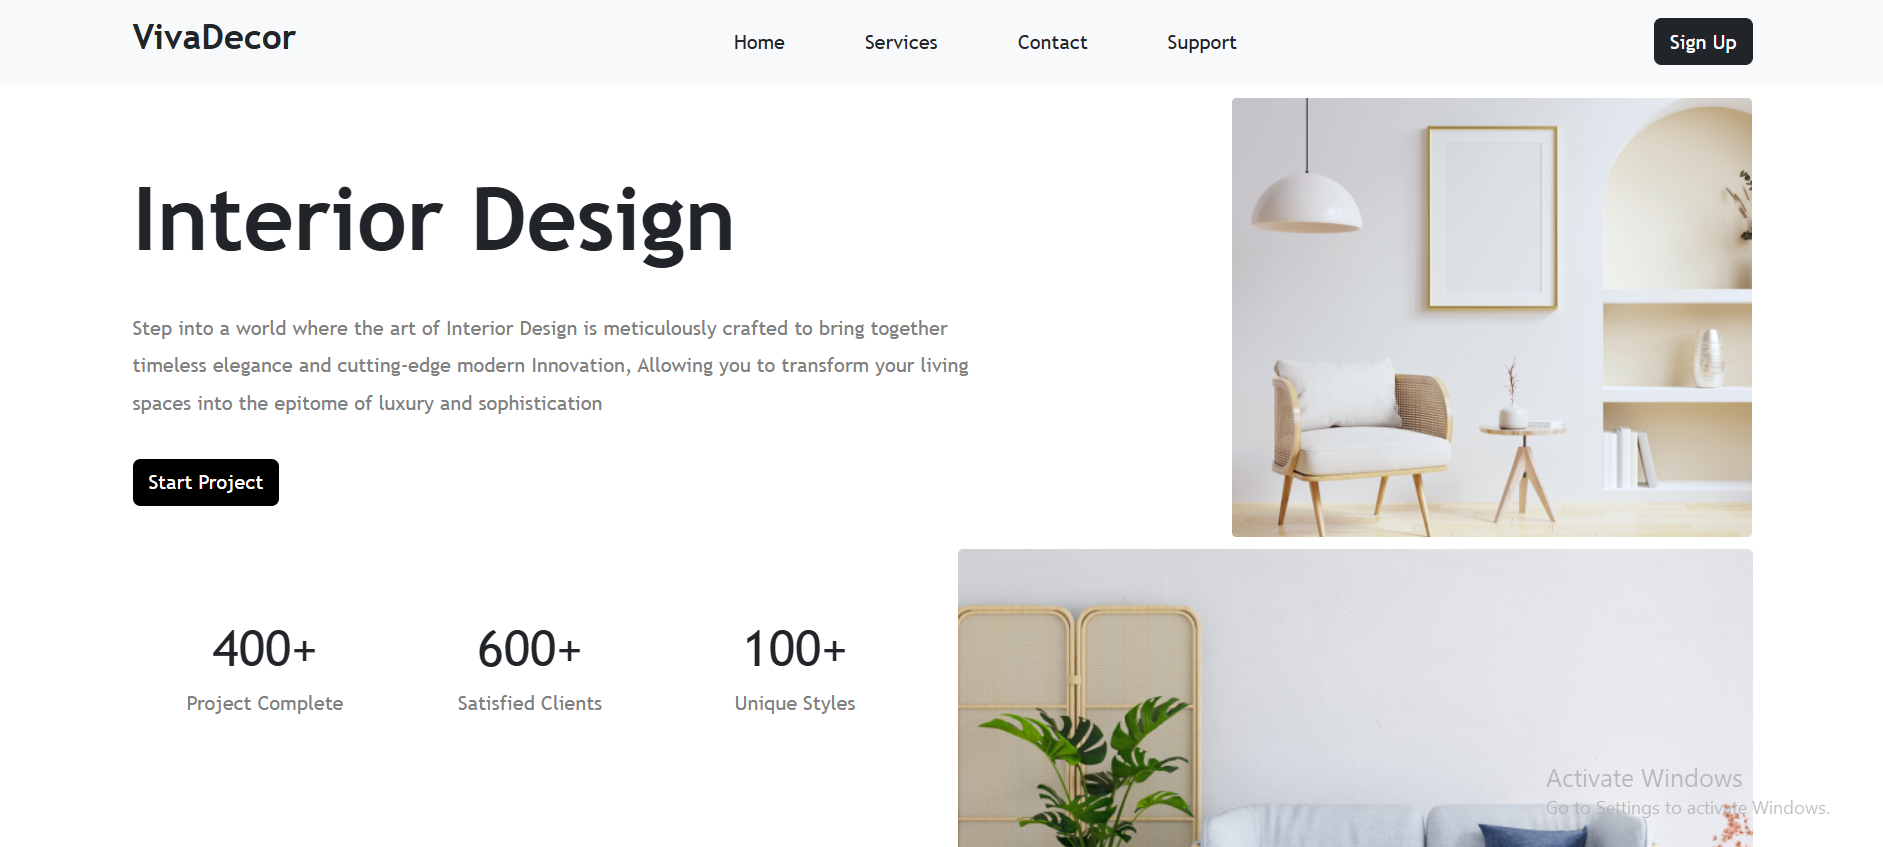 VivaDecor
Home
Services
Contact
Support
Sign Up
Interior Design
Step into a world where the art of Interior Design is meticulously crafted to bring together
timeless elegance and cutting-edge modern Innovation, Allowing you to transform your living
spaces into the epitome of luxury and sophistication
Start Project
400+
Project Complete
600+
Satisfied Clients
100+
Unique Styles
Activate Windows
Go to Settings to activate Windows.